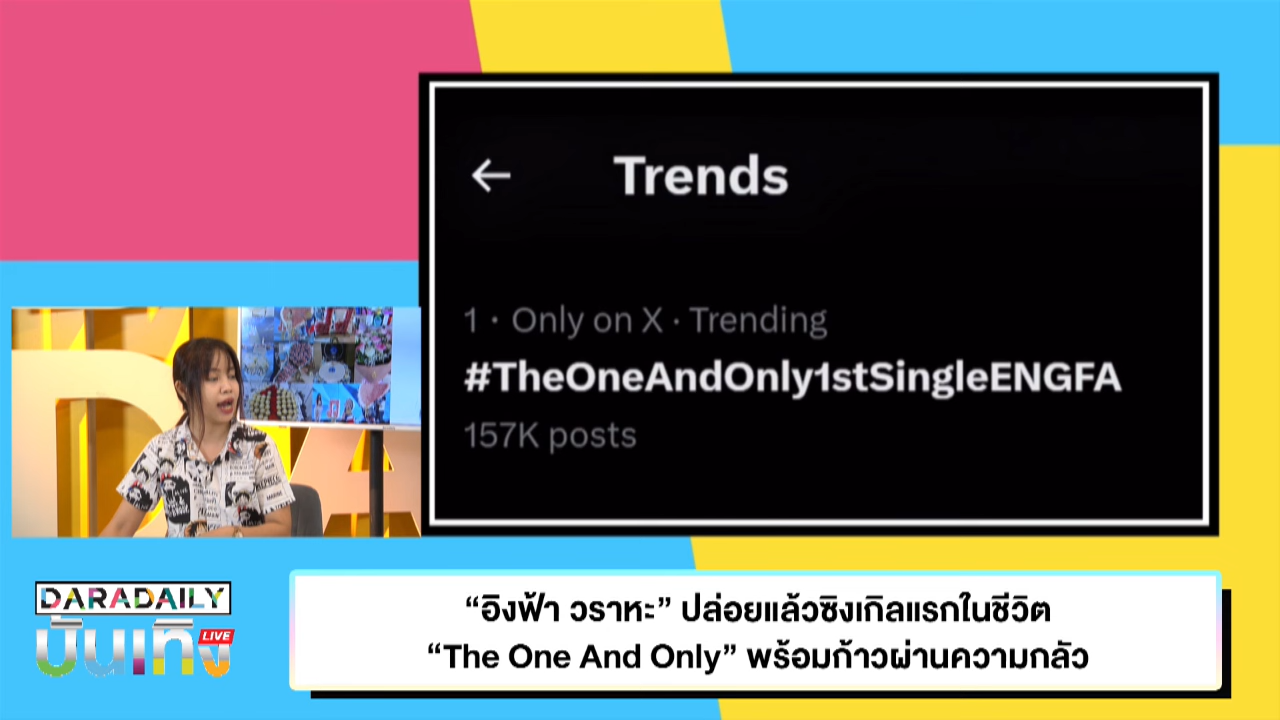 Trends
1 · Only on X · Trending
#TheOneAndOnly1stSingleENGFA
157K posts
DARADAILY
บันเทิง
LIVE
“อิงฟ้า วราหะ” ปล่อยแล้วซิงเกิลแรกในชีวิต
“The One And Only” พร้อมก้าวผ่านความกลัว